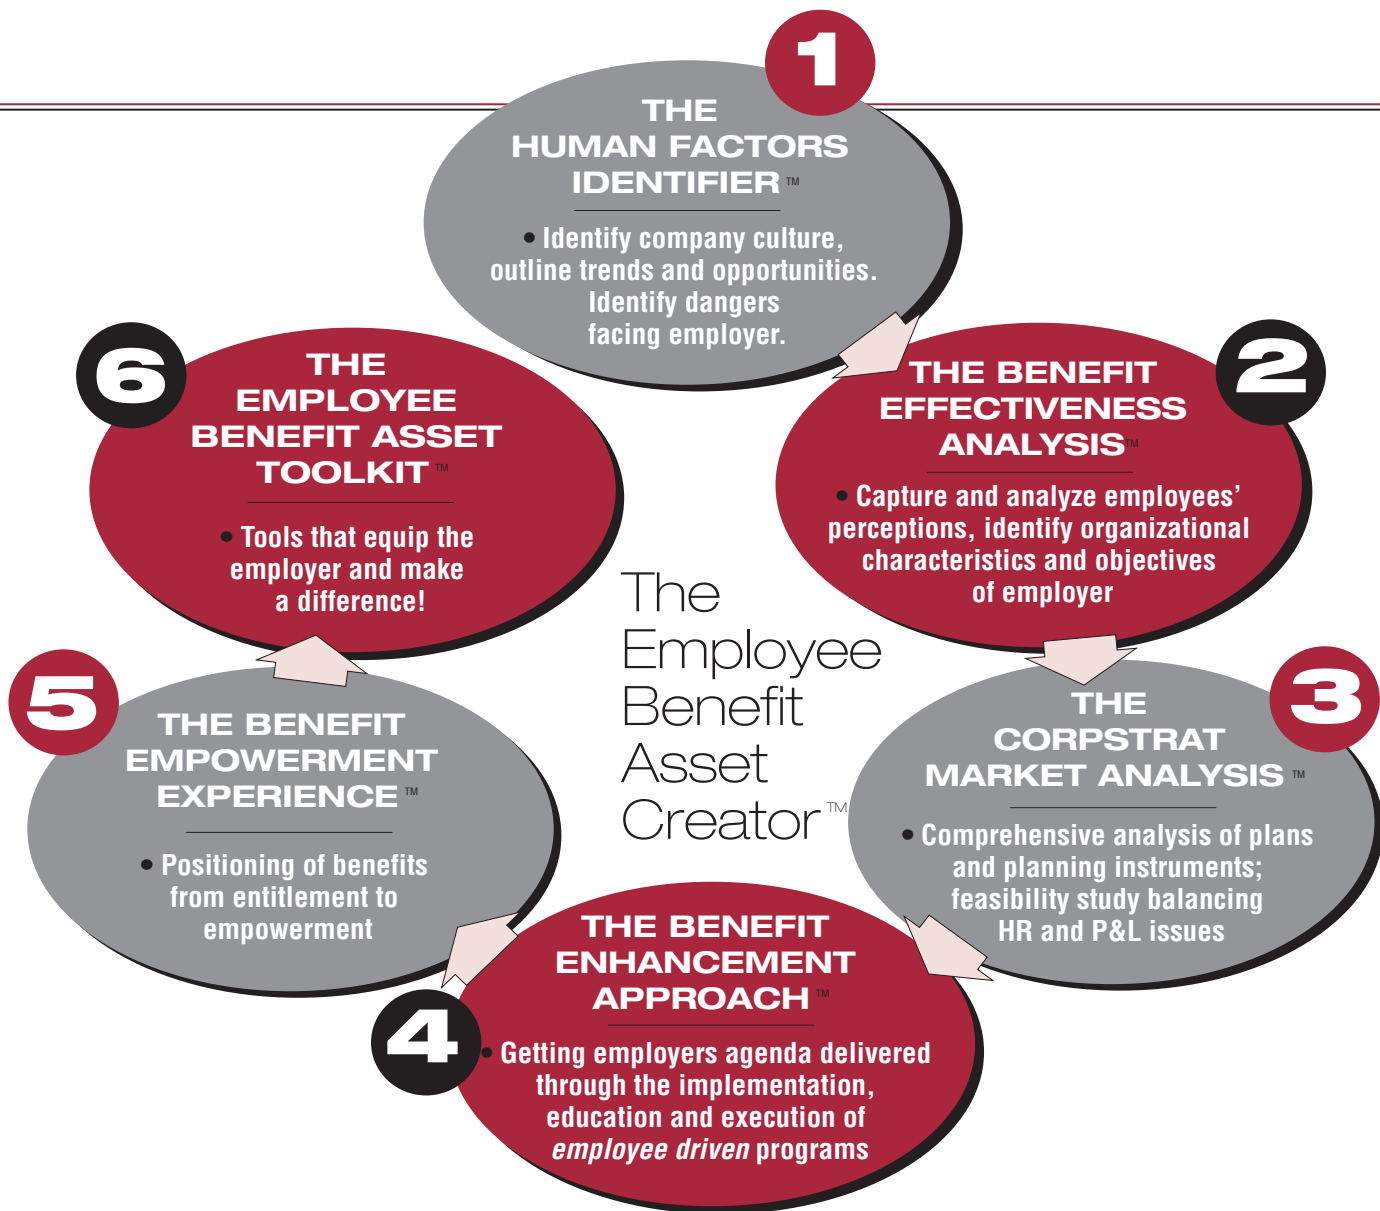 1
THE
HUMAN FACTORS
IDENTIFIER™
• Identify company culture,
outline trends and opportunities.
Identify dangers
facing employer.
2
THE BENEFIT
EFFECTIVENESS
ANALYSIS™
• Capture and analyze employees’
perceptions, identify organizational
characteristics and objectives
of employer
3
THE
CORPSTRAT
MARKET ANALYSIS™
• Comprehensive analysis of plans
and planning instruments;
feasibility study balancing
HR and P&L issues
4
THE BENEFIT
ENHANCEMENT
APPROACH™
• Getting employers agenda delivered
through the implementation,
education and execution of
employee driven programs
5
THE BENEFIT
EMPOWERMENT
EXPERIENCE™
• Positioning of benefits
from entitlement to
empowerment
6
THE
EMPLOYEE
BENEFIT ASSET
TOOLKIT™
• Tools that equip the
employer and make
a difference!
The
Employee
Benefit
Asset
Creator™